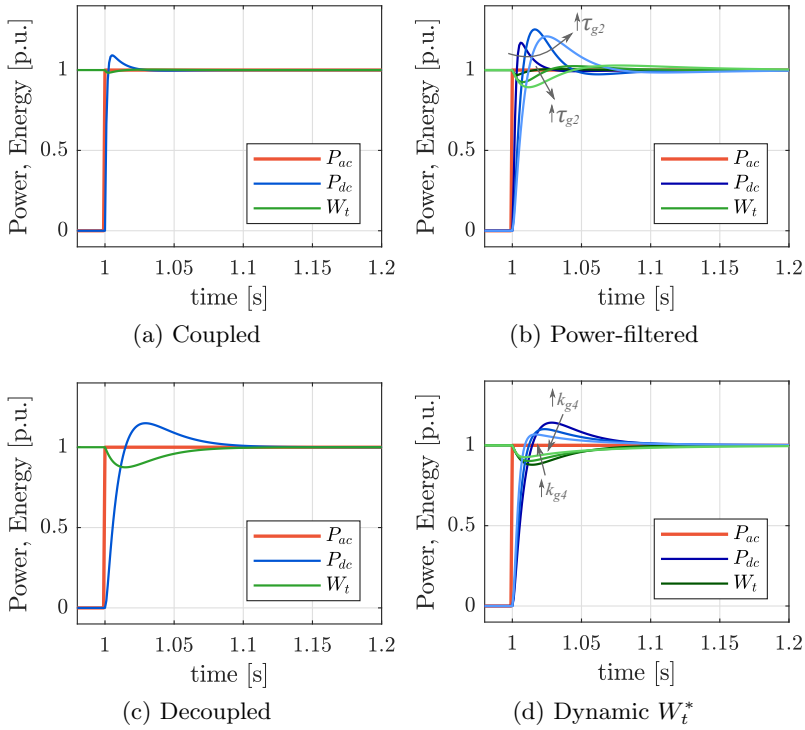 Power, Energy [p.u.]
1
0.5
0
P_ac
P_dc
W_t
1 1.05 1.1 1.15 1.2
time [s]
(a) Coupled
Power, Energy [p.u.]
1
0.5
0
↑τ_g2
↑τ_g2
P_ac
P_dc
W_t
1 1.05 1.1 1.15 1.2
time [s]
(b) Power-filtered
Power, Energy [p.u.]
1
0.5
0
P_ac
P_dc
W_t
1 1.05 1.1 1.15 1.2
time [s]
(c) Decoupled
Power, Energy [p.u.]
1
0.5
0
↑k_g4
↑k_g4
P_ac
P_dc
W_t
1 1.05 1.1 1.15 1.2
time [s]
(d) Dynamic W_t^*